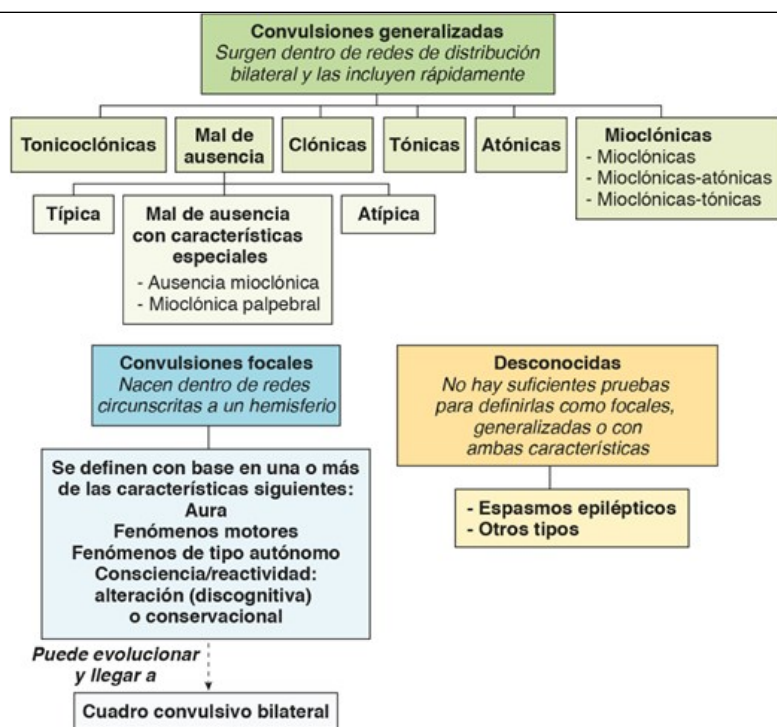 Convulsiones generalizadas
Surgen dentro de redes de distribución
bilateral y las incluyen rápidamente
Tonicoclónicas
Mal de
ausencia
Clónicas
Tónicas
Atónicas
Mioclónicas
- Mioclónicas
- Mioclónicas-atónicas
- Mioclónicas-tónicas
Típica
Mal de ausencia
con características
especiales
- Ausencia mioclónica
- Mioclónica palpebral
Atípica
Convulsiones focales
Nacen dentro de redes
circunscritas a un hemisferio
Se definen con base en una o más
de las características siguientes:
Aura
Fenómenos motores
Fenómenos de tipo autónomo
Consciencia/reactividad:
alteración (discognitiva)
o conservacional
Puede evolucionar
y llegar a
Cuadro convulsivo bilateral
Desconocidas
No hay suficientes pruebas
para definirlas como focales,
generalizadas o con
ambas características
- Espasmos epilépticos
- Otros tipos